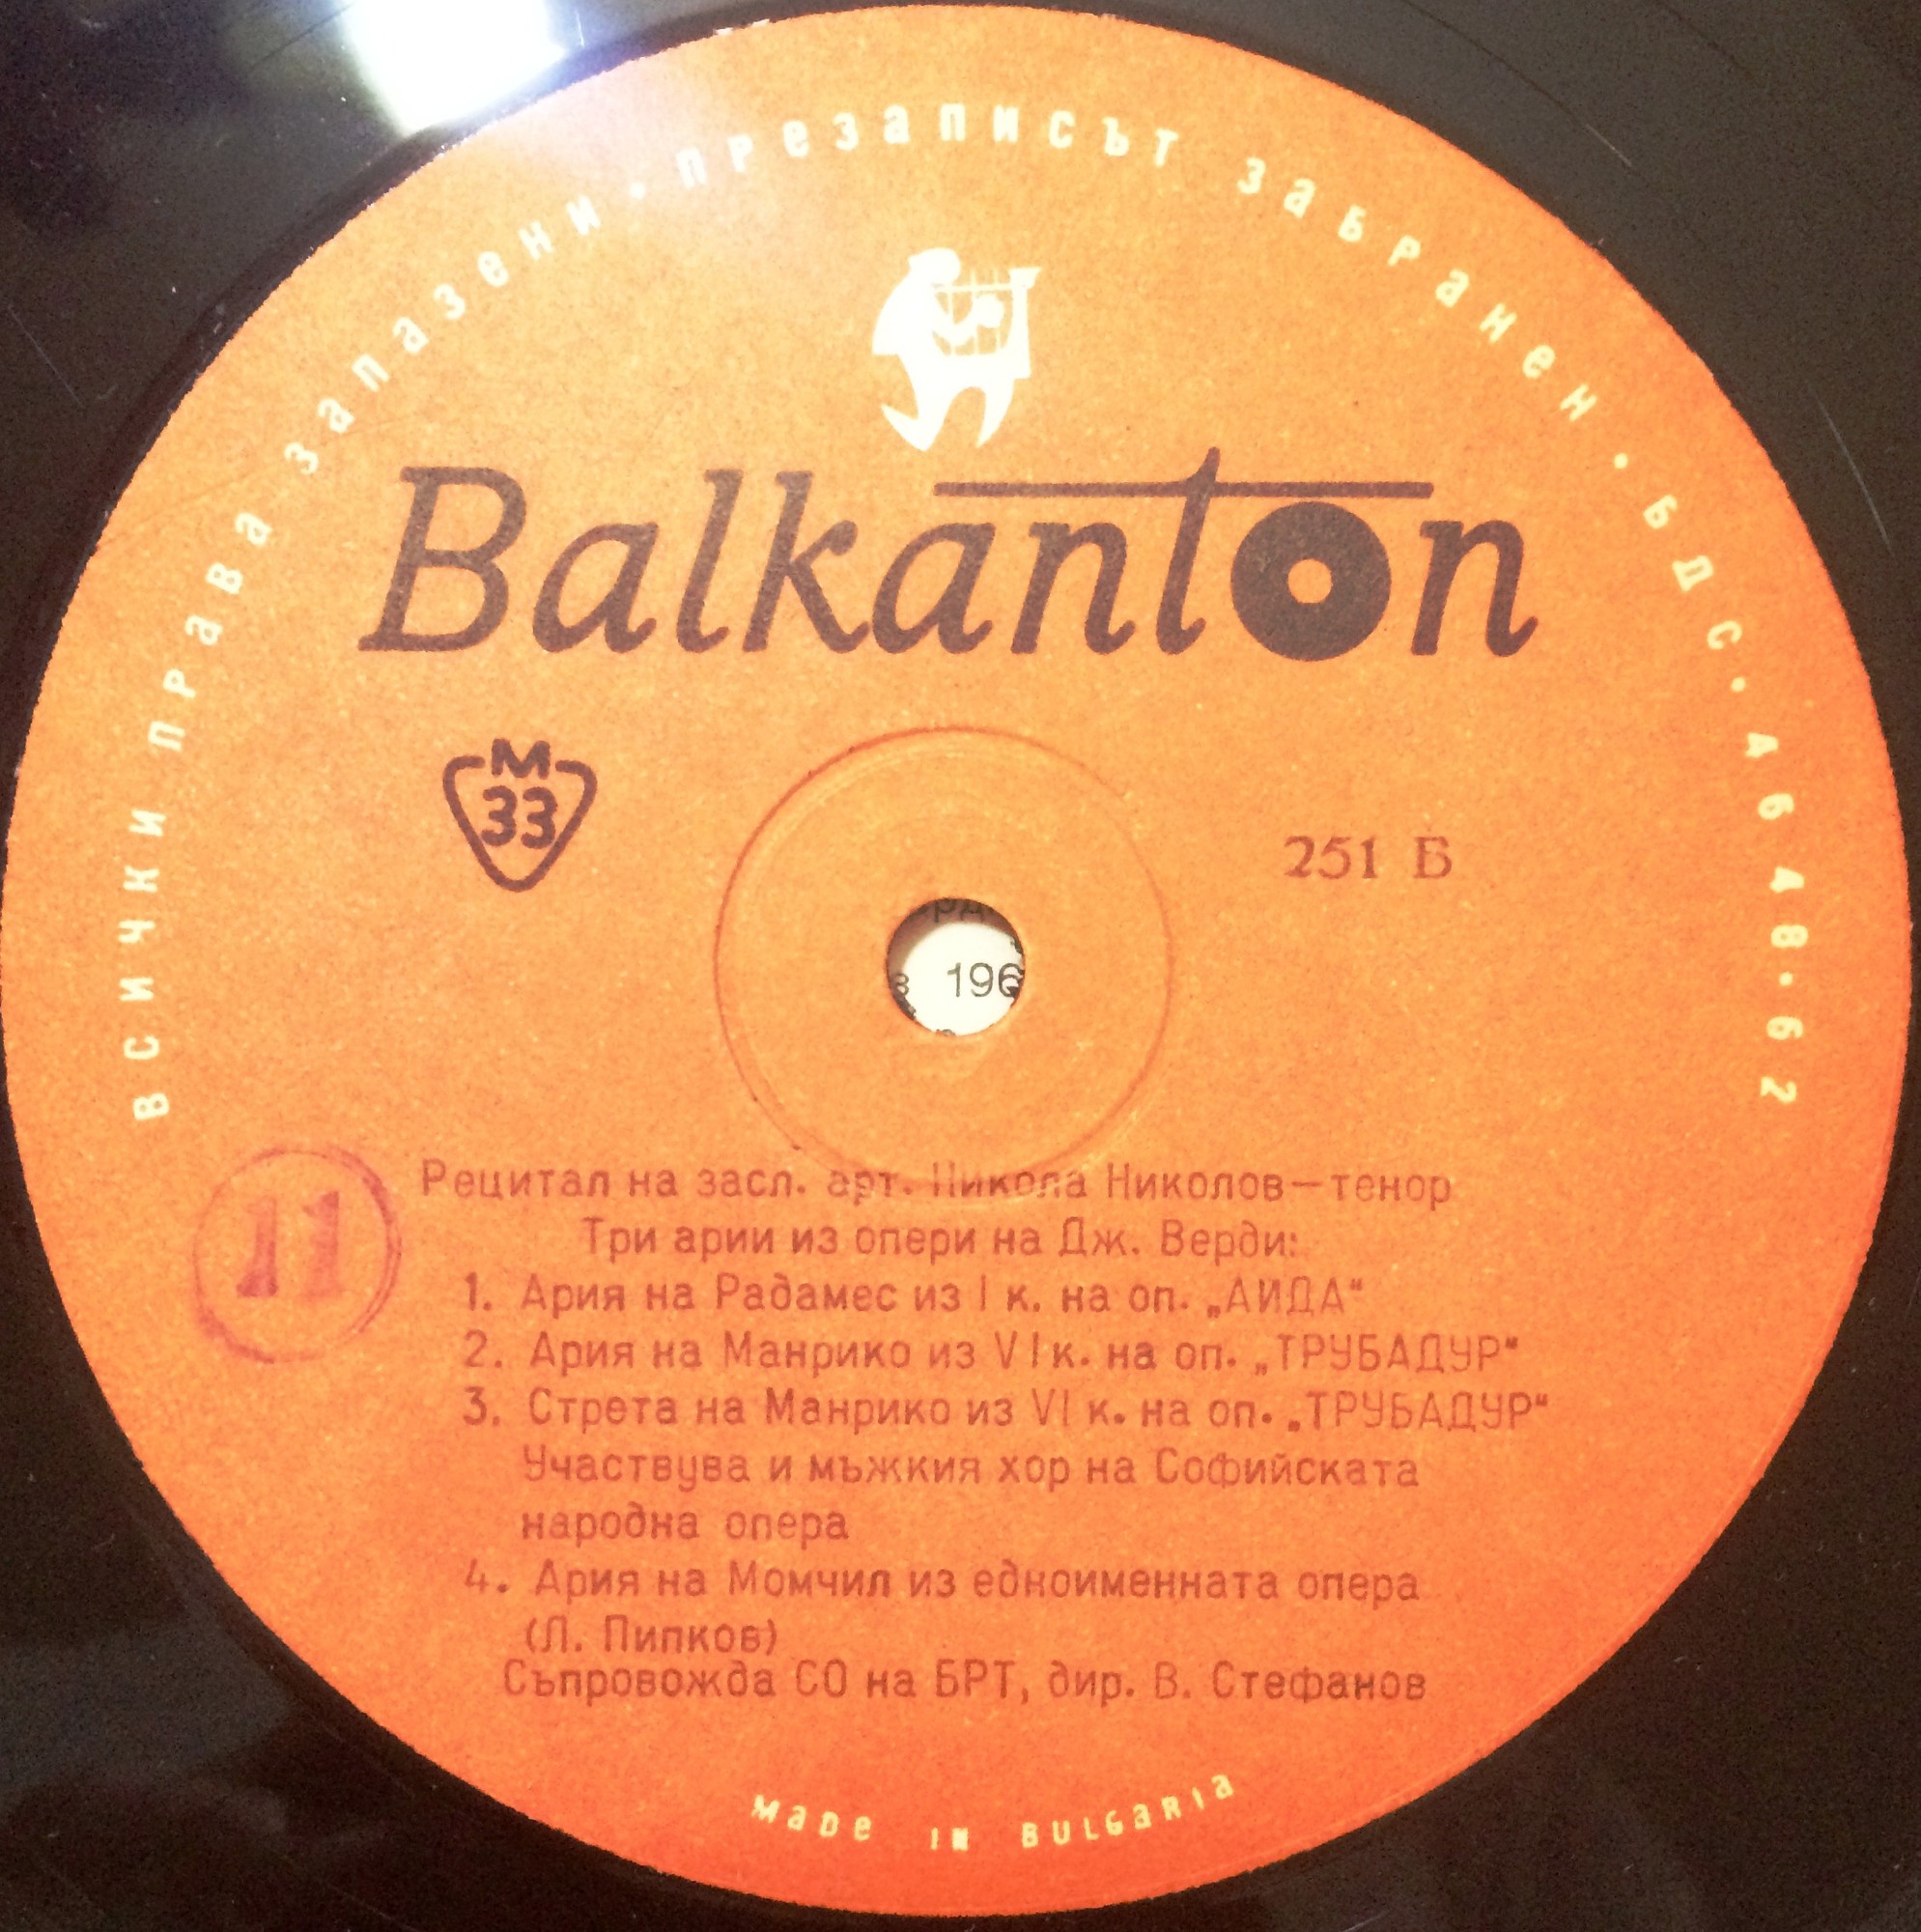 всички права запазени · презаписът забранен · бдс · 4648 · 62
Balkanton
М
33
251 Б
196
11
Рецитал на засл. арт. Никола Николов—тенор
Три арии из опери на Дж. Верди:
1. Ария на Радамес из I к. на оп. „АИДА“
2. Ария на Манрико из VI к. на оп. „ТРУБАДУР“
3. Стрета на Манрико из VI к. на оп. „ТРУБАДУР“
Участвува и мъжкия хор на Софийската
народна опера
4. Ария на Момчил из едноименната опера
(Л. Пипков)
Съпровожда СО на БРТ, дир. В. Стефанов
made in bulgaria